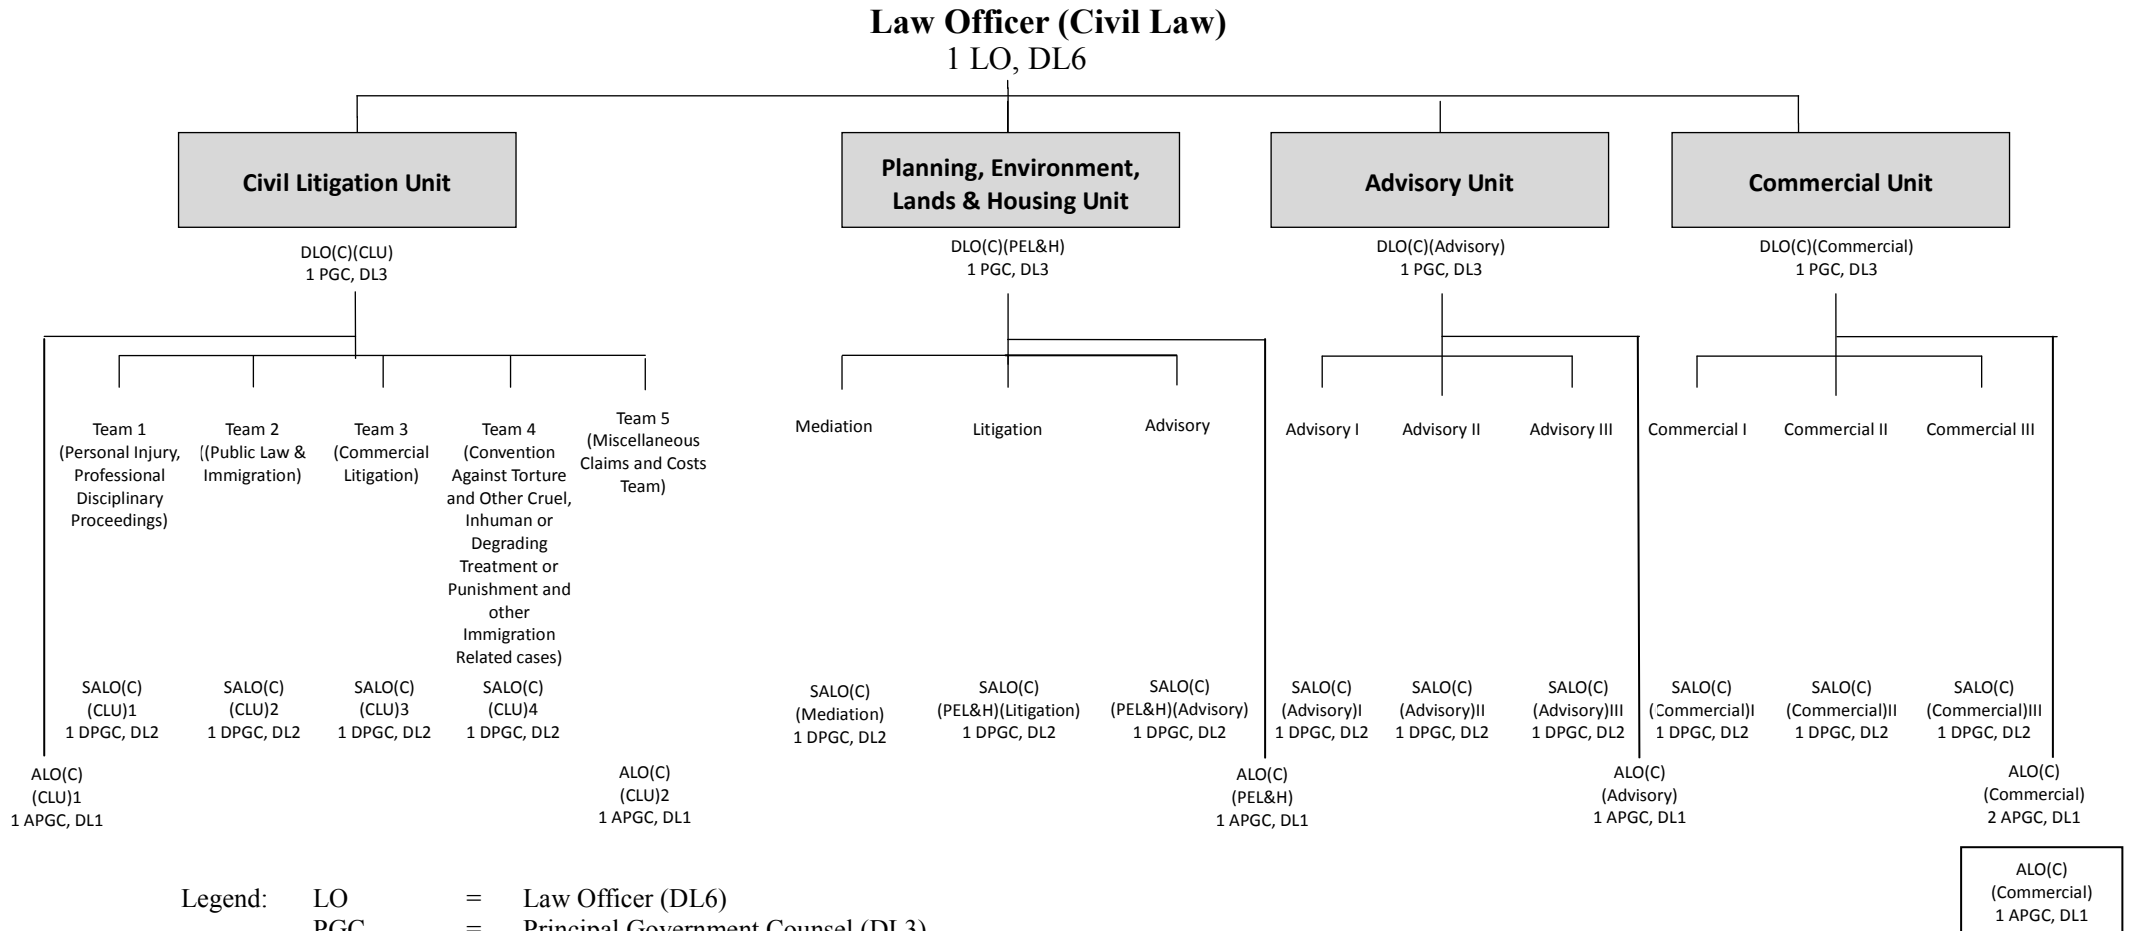 Law Officer (Civil Law)
1 LO, DL6
Civil Litigation Unit
DLO(C)(CLU)
1 PGC, DL3
Planning, Environment,
Lands & Housing Unit
DLO(C)(PEL&H)
1 PGC, DL3
Advisory Unit
DLO(C)(Advisory)
1 PGC, DL3
Commercial Unit
DLO(C)(Commercial)
1 PGC, DL3
Team 1
(Personal Injury,
Professional
Disciplinary
Proceedings)
Team 2
((Public Law &
Immigration)
Team 3
(Commercial
Litigation)
Team 4
(Convention
Against Torture
and Other Cruel,
Inhuman or
Degrading
Treatment or
Punishment and
other
Immigration
Related cases)
Team 5
(Miscellaneous
Claims and Costs
Team)
Mediation
Litigation
Advisory
Advisory I
Advisory II
Advisory III
Commercial I
Commercial II
Commercial III
SALO(C)
(CLU)1
1 DPGC, DL2
SALO(C)
(CLU)2
1 DPGC, DL2
SALO(C)
(CLU)3
1 DPGC, DL2
SALO(C)
(CLU)4
1 DPGC, DL2
SALO(C)
(Mediation)
1 DPGC, DL2
SALO(C)
(PEL&H)(Litigation)
1 DPGC, DL2
SALO(C)
(PEL&H)(Advisory)
1 DPGC, DL2
SALO(C)
(Advisory)I
1 DPGC, DL2
SALO(C)
(Advisory)II
1 DPGC, DL2
SALO(C)
(Advisory)III
1 DPGC, DL2
SALO(C)
(Commercial)I
1 DPGC, DL2
SALO(C)
(Commercial)II
1 DPGC, DL2
SALO(C)
(Commercial)III
1 DPGC, DL2
ALO(C)
(CLU)1
1 APGC, DL1
ALO(C)
(CLU)2
1 APGC, DL1
ALO(C)
(PEL&H)
1 APGC, DL1
ALO(C)
(Advisory)
1 APGC, DL1
ALO(C)
(Commercial)
2 APGC, DL1
ALO(C)
(Commercial)
1 APGC, DL1
Legend: LO = Law Officer (DL6)
PGC = Principal Government Counsel (DL3)